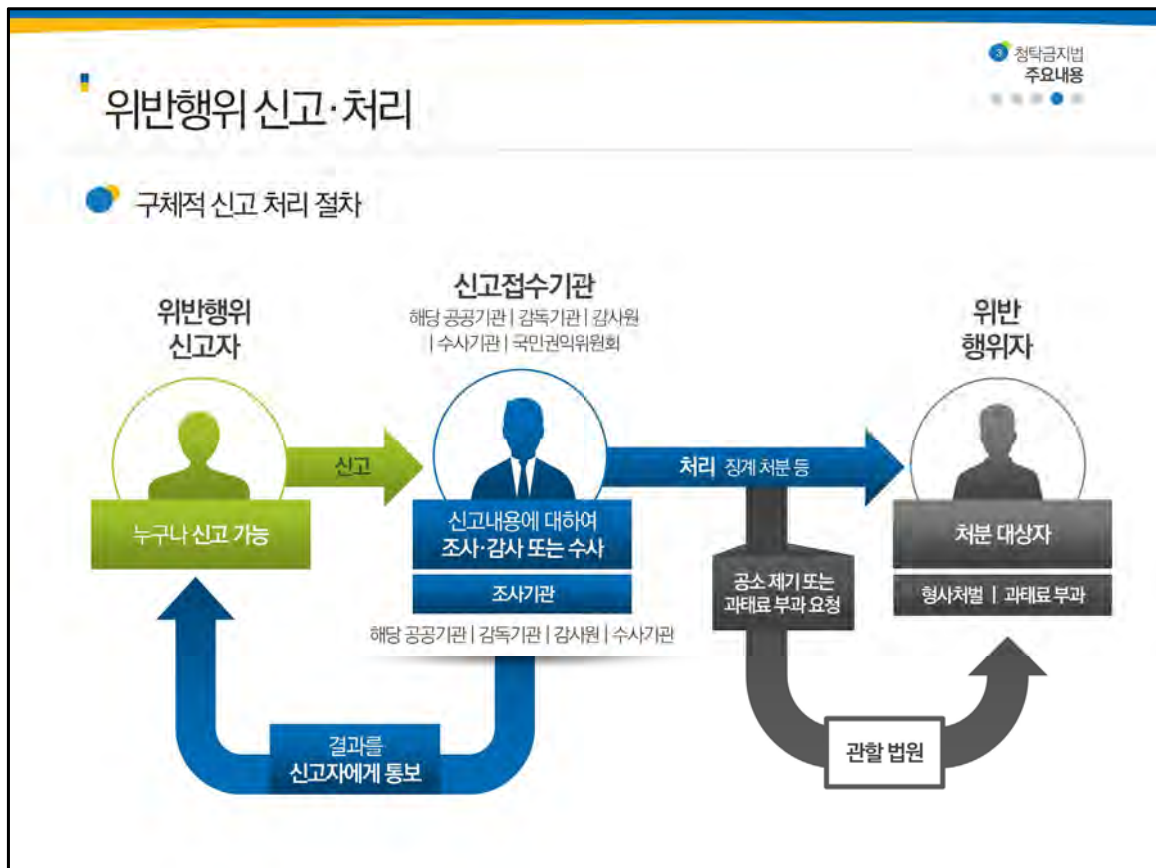 3 청탁금지법
주요내용
위반행위 신고·처리
구체적 신고 처리 절차
위반행위
신고자
누구나 신고 가능
신고
신고접수기관
해당 공공기관 | 감독기관 | 감사원
| 수사기관 | 국민권익위원회
신고내용에 대하여
조사·감사 또는 수사
조사기관
해당 공공기관 | 감독기관 | 감사원 | 수사기관
결과를
신고자에게 통보
처리 징계 처분 등
공소 제기 또는
과태료 부과 요청
관할 법원
위반
행위자
처분 대상자
형사처벌 | 과태료 부과